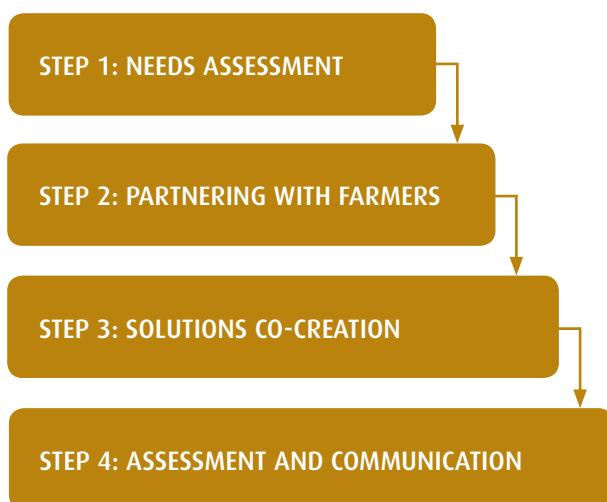 STEP 1: NEEDS ASSESSMENT
STEP 2: PARTNERING WITH FARMERS
STEP 3: SOLUTIONS CO-CREATION
STEP 4: ASSESSMENT AND COMMUNICATION